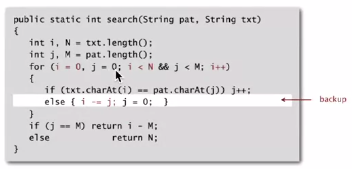 public static int search(String pat, String txt)
{
int i, N = txt.length();
int j, M = pat.length();
for (i = 0, j = 0; i < N && j < M; i++)
{
if (txt.charAt(i) == pat.charAt(j)) j++;
else { i -= j; j = 0; }
backup
}
if (j == M) return i - M;
else return N;
}